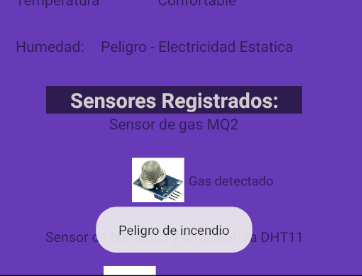 Temperatura Confortable
Humedad: Peligro - Electricidad Estatica
Sensores Registrados:
Sensor de gas MQ2
Gas detectado
Peligro de incendio
Sensor DHT11